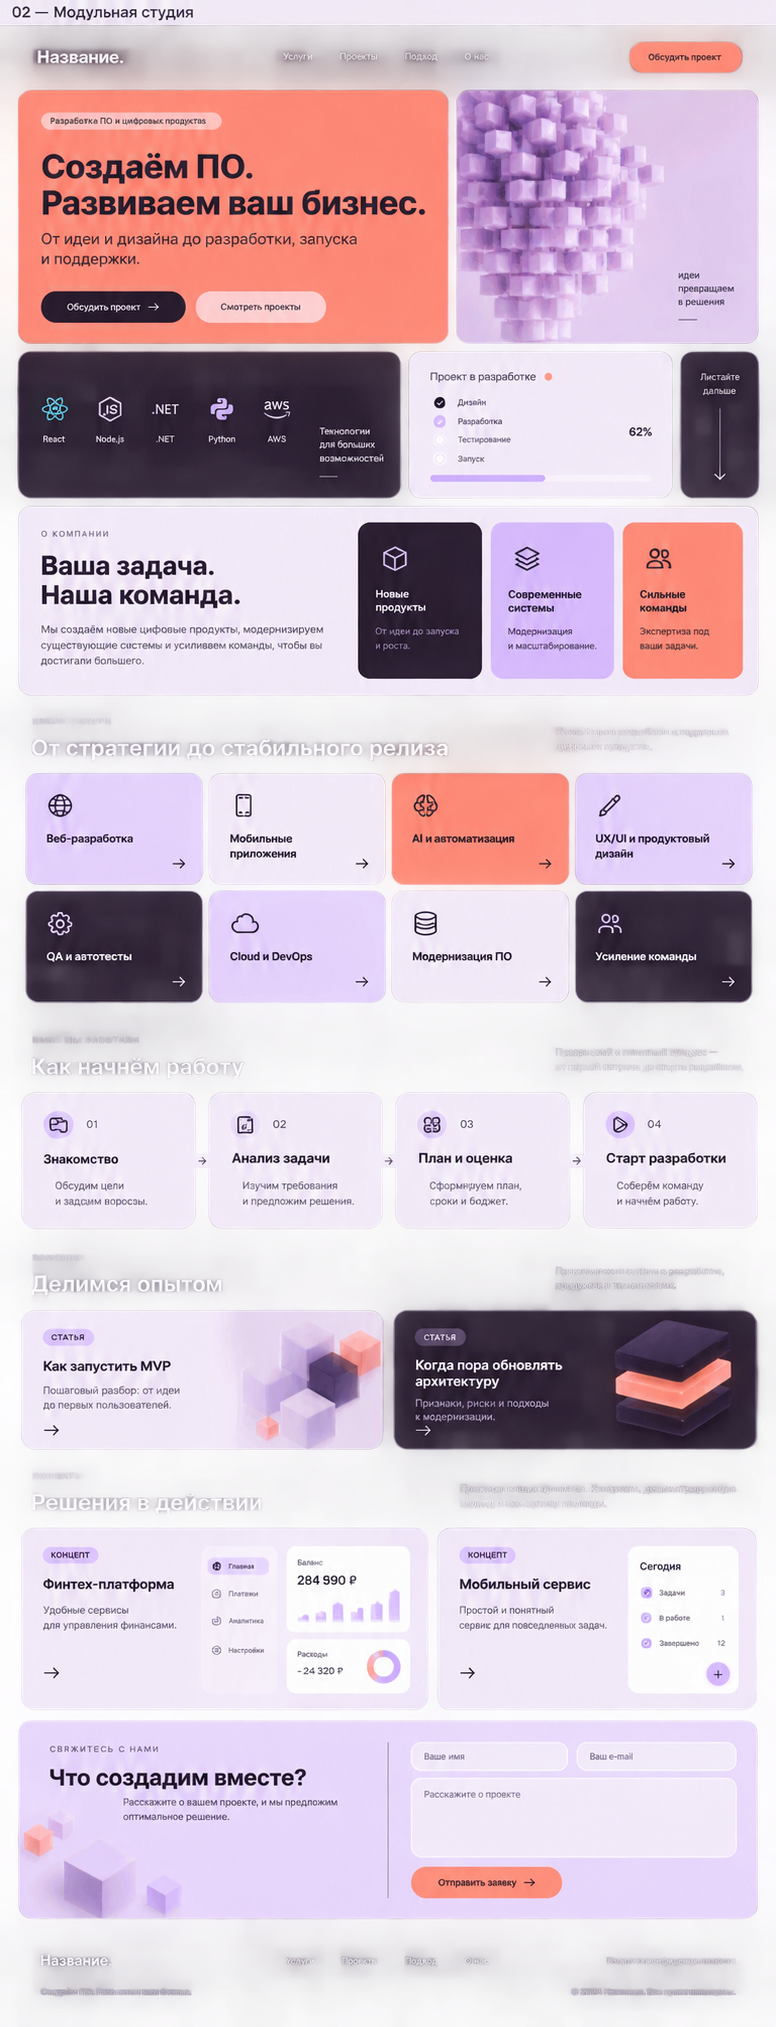 02 — Модульная студия
Название.
Услуги
Проекты
Подход
О нас
Обсудить проект
Разработка ПО и цифровых продуктов
Создаём ПО.
Развиваем ваш бизнес.
От идеи и дизайна до разработки, запуска
и поддержки.
Обсудить проект →
Смотреть проекты
идеи
превращаем
в решения
React
JS
Node.js
.NET
.NET
Python
aws
AWS
Технологии
для больших
возможностей
Проект в разработке
Дизайн
Разработка
Тестирование
Запуск
62%
Листайте
дальше
О КОМПАНИИ
Ваша задача.
Наша команда.
Мы создаём новые цифровые продукты, модернизируем
существующие системы и усиливаем команды, чтобы вы
достигали большего.
Новые
продукты
От идеи до запуска
и роста.
Современные
системы
Модернизация
и масштабирование.
Сильные
команды
Экспертиза под
ваши задачи.
От стратегии до стабильного релиза
Веб-разработка
Мобильные
приложения
AI и автоматизация
UX/UI и продуктовый
дизайн
QA и автотесты
Cloud и DevOps
Модернизация ПО
Усиление команды
Как начнём работу
01
Знакомство
Обсудим цели
и
02
Анализ задачи
Изучим требования
и предложим решения.
03
План и оценка
Сформируем план,
сроки и бюджет.
04
Старт разработки
Соберём команду
и начнём работу.
Делимся опытом
СТАТЬЯ
Как запустить MVP
Пошаговый разбор: от идеи
до первых пользователей.
СТАТЬЯ
Когда пора обновлять
архитектуру
Признаки, риски и подходы
к модернизации.
Решения в действии
КОНЦЕПТ
Финтех-платформа
Удобные сервисы
для управления финансами.
Главная
Платежи
Аналитика
Настройки
Баланс
284 590 ₽
Расходы
- 24 320 ₽
КОНЦЕПТ
Мобильный сервис
Простой и понятный
сервис для повседневных задач.
Сегодня
Задачи 3
В работе 1
Завершено 12
СВЯЖИТЕСЬ С НАМИ
Что создадим вместе?
Расскажите о вашем проекте, и мы предложим
оптимальное решение.
Ваше имя
Ваш e-mail
Расскажите о проекте
Отправить заявку →
Название.
Услуги
Проекты
Подход
О нас